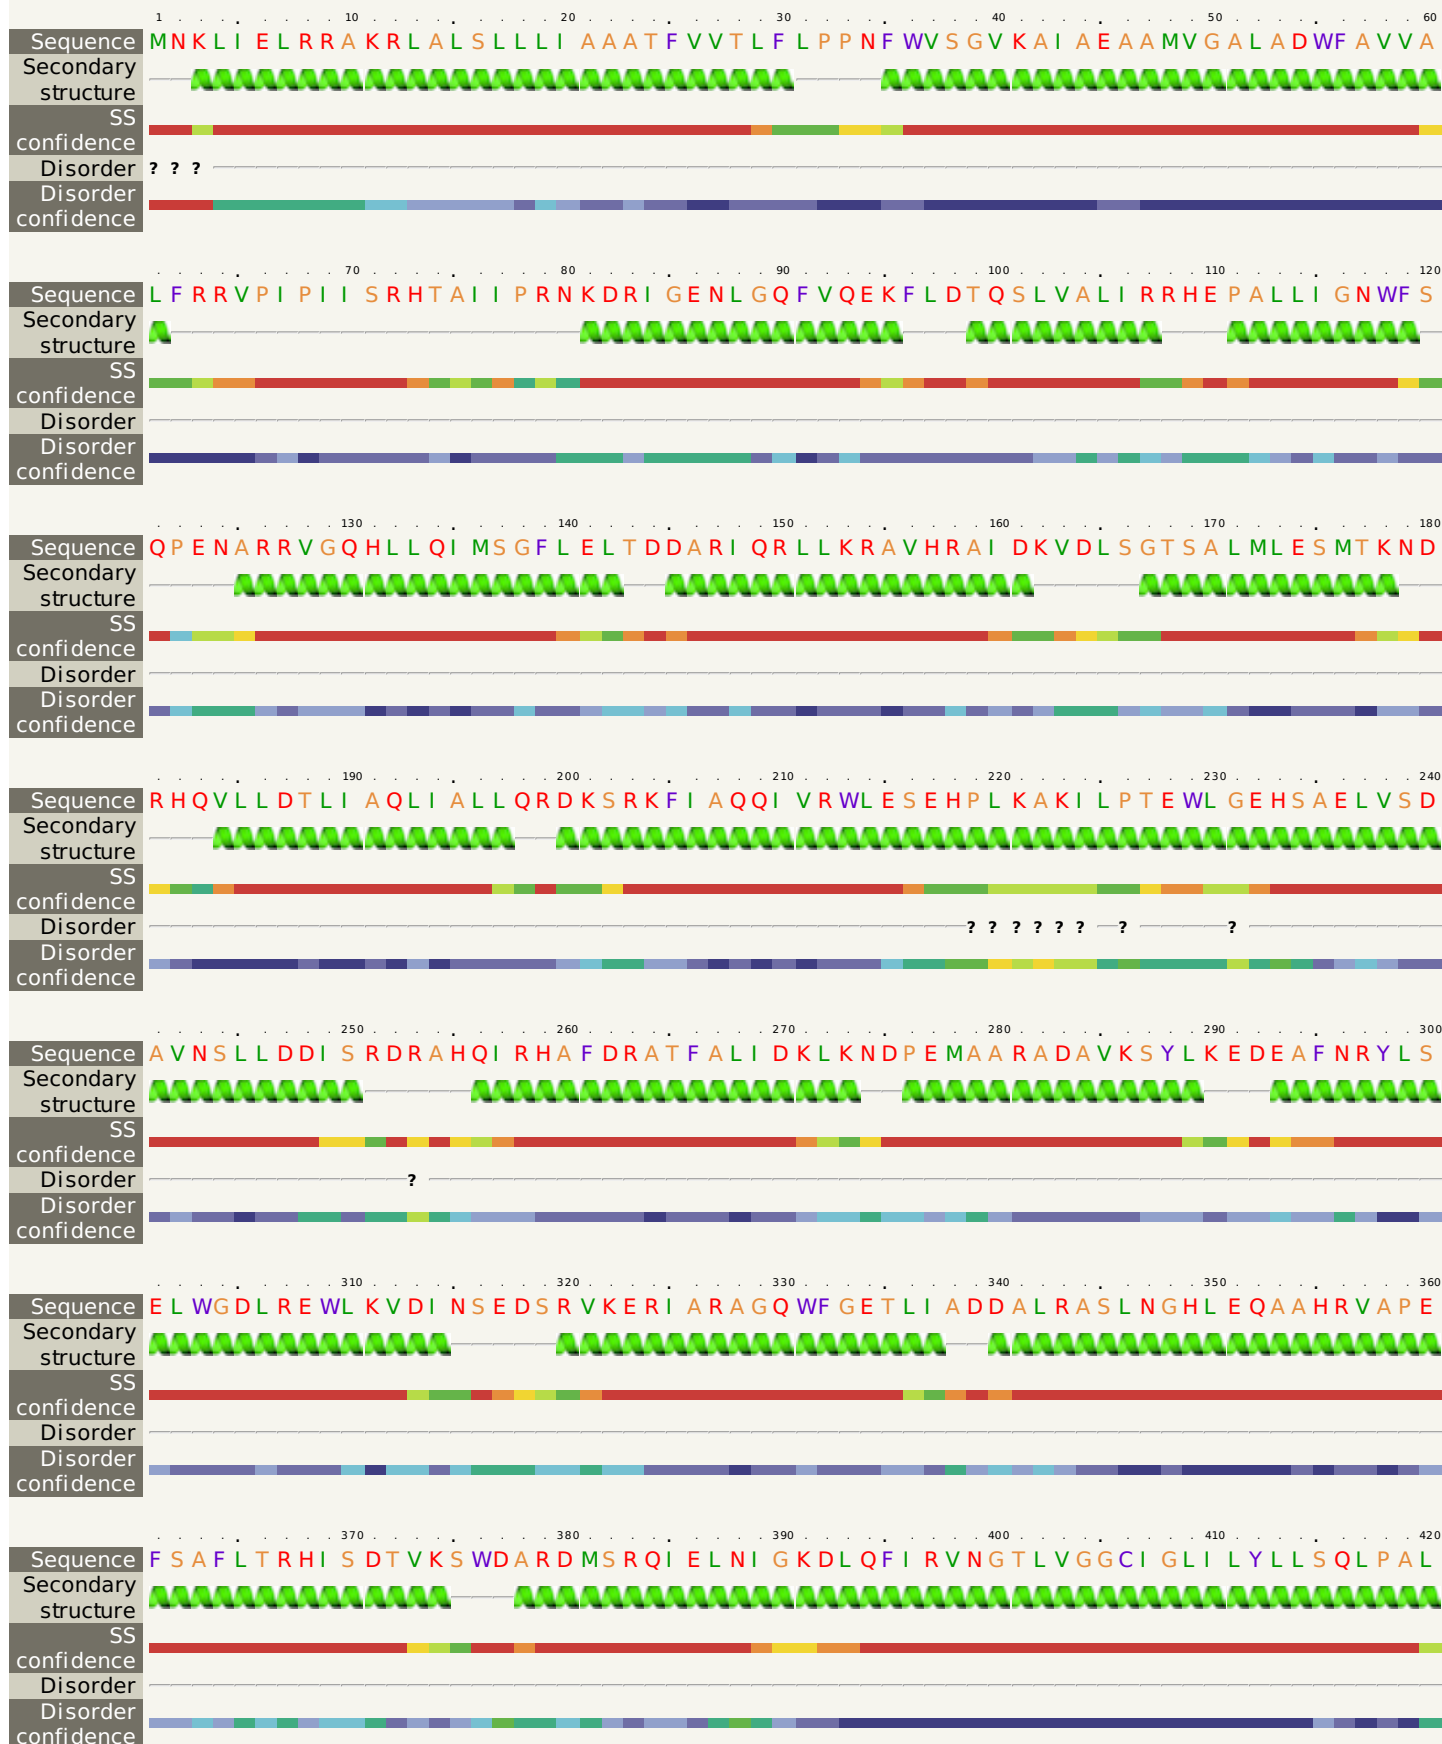 1 . . . . . . . . 10 . . . . . . . . . 20 . . . . . . . . . 30 . . . . . . . . . 40 . . . . . . . . . 50 . . . . . . . . . 60
Sequence MNKLIELRRAKRLALSLLLIAAATFVVTLFLPPNFWVSGVKAIAEAAMVGALADWFAVVA
Secondary
structure
SS
confidence
Disorder ? ? ?
Disorder
confidence
. . . . . . . . . 70 . . . . . . . . . 80 . . . . . . . . . 90 . . . . . . . . . 100 . . . . . . . . . 110 . . . . . . . . . 120
Sequence LFRRVPIPIISRHTAIIPRNKDRIGENLGQFVQEKFLDTQSLVALIRRHEPALLIGNWFS
Secondary
structure
SS
confidence
Disorder
Disorder
confidence
. . . . . . . . . 130 . . . . . . . . . 140 . . . . . . . . . 150 . . . . . . . . . 160 . . . . . . . . . 170 . . . . . . . . . 180
Sequence QPENARRVGQHLLQIMSGFLELTDDARIQRLLKRAVHRAIDKVDLSGTSALMLESMTKND
Secondary
structure
SS
confidence
Disorder
Disorder
confidence
. . . . . . . . . 190 . . . . . . . . . 200 . . . . . . . . . 210 . . . . . . . . . 220 . . . . . . . . . 230 . . . . . . . . . 240
Sequence RHQVLLDTLIAQLIALLQRDKSRKFIAQQIVRWLESEHPLKAKILPTEWLGEHSAELVSD
Secondary
structure
SS
confidence
Disorder ? ? ? ? ? ? ? ?
Disorder
confidence
. . . . . . . . . 250 . . . . . . . . . 260 . . . . . . . . . 270 . . . . . . . . . 280 . . . . . . . . . 290 . . . . . . . . . 300
Sequence AVNSLLDDISRDRAHQIRHAFDRATFALIDKLKNDPEMAARADAVKSYLKEDEAFNRYLS
Secondary
structure
SS
confidence
Disorder ?
Disorder
confidence
. . . . . . . . . 310 . . . . . . . . . 320 . . . . . . . . . 330 . . . . . . . . . 340 . . . . . . . . . 350 . . . . . . . . . 360
Sequence ELWGDLREWLKVDINSEDSRVKERIARAGQWFGETLIADDALRASLNGHLEQAAHRVAPE
Secondary
structure
SS
confidence
Disorder
Disorder
confidence
. . . . . . . . . 370 . . . . . . . . . 380 . . . . . . . . . 390 . . . . . . . . . 400 . . . . . . . . . 410 . . . . . . . . . 420
Sequence FSAFLTRHISDTVKSWDARDMSRQIELNIGKDLQFIRVNGTLVGGCIGLILYLLSQLPAL
Secondary
structure
SS
confidence
Disorder
Disorder
confidence